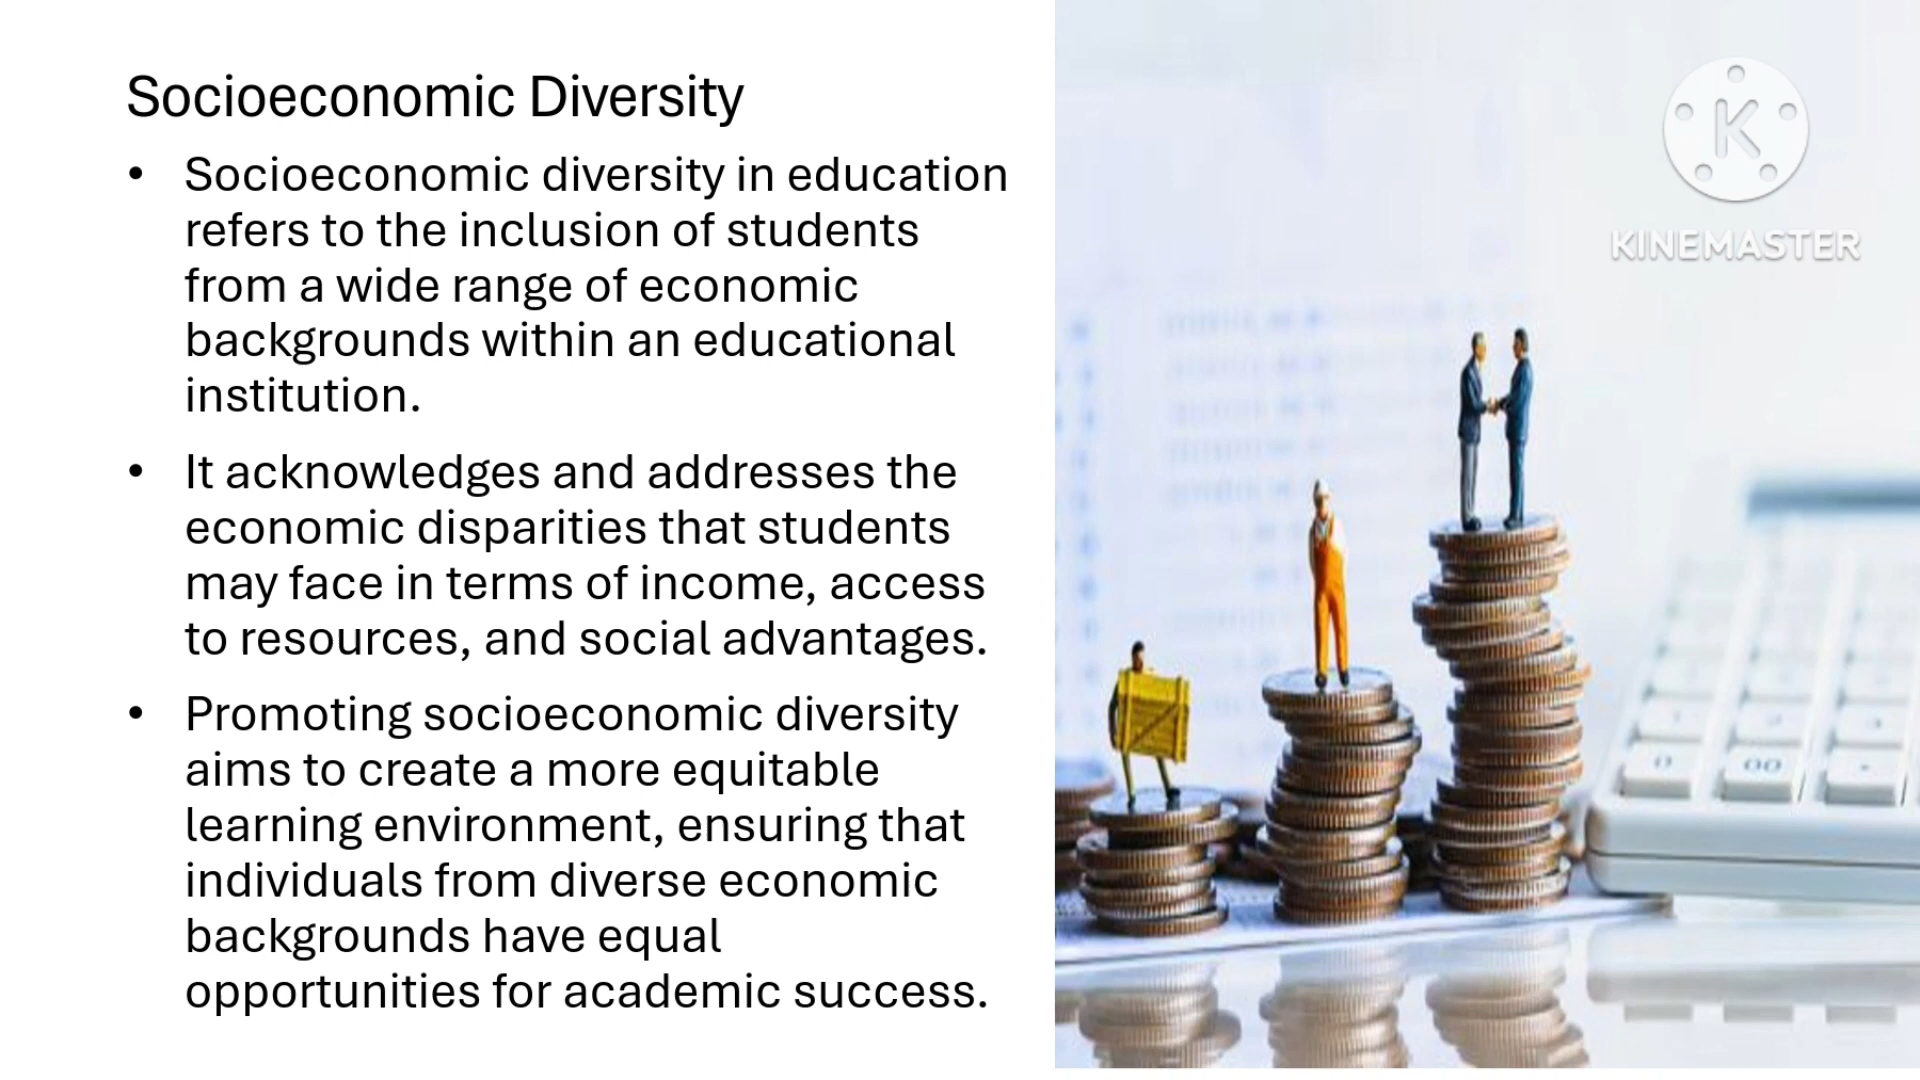 Socioeconomic Diversity
• Socioeconomic diversity in education
refers to the inclusion of students
from a wide range of economic
backgrounds within an educational
institution.
• It acknowledges and addresses the
economic disparities that students
may face in terms of income, access
to resources, and social advantages.
• Promoting socioeconomic diversity
aims to create a more equitable
learning environment, ensuring that
individuals from diverse economic
backgrounds have equal
opportunities for academic success.
K
KINEMASTER
0 00